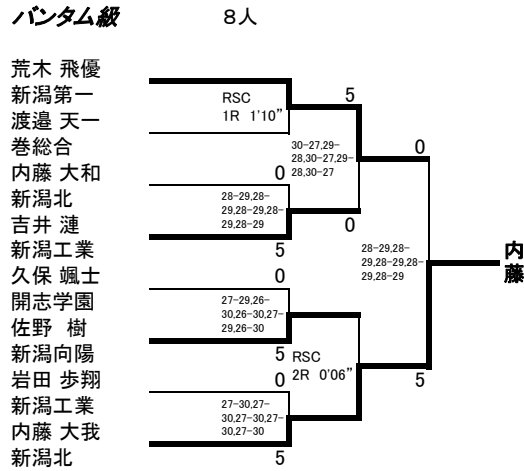 バンタム級 8人
荒木 飛優
新潟第一
渡邉 天一
巻総合
内藤 大和
新潟北
吉井 漣
新潟工業
久保 颯士
開志学園
佐野 樹
新潟向陽
岩田 歩翔
新潟工業
内藤 大我
新潟北
RSC
1R 1'10”
0
28-29,28-
29,28-29,28-
29,28-29
5
0
27-29,26-
30,26-30,27-
29,26-30
5
0
27-30,27-
30,27-30,27-
30,27-30
5
5
30-27,29-
28,30-27,29-
28,30-27
0
RSC
2R 0'06”
0
28-29,28-
29,28-29,28-
29,28-29
5
内
藤